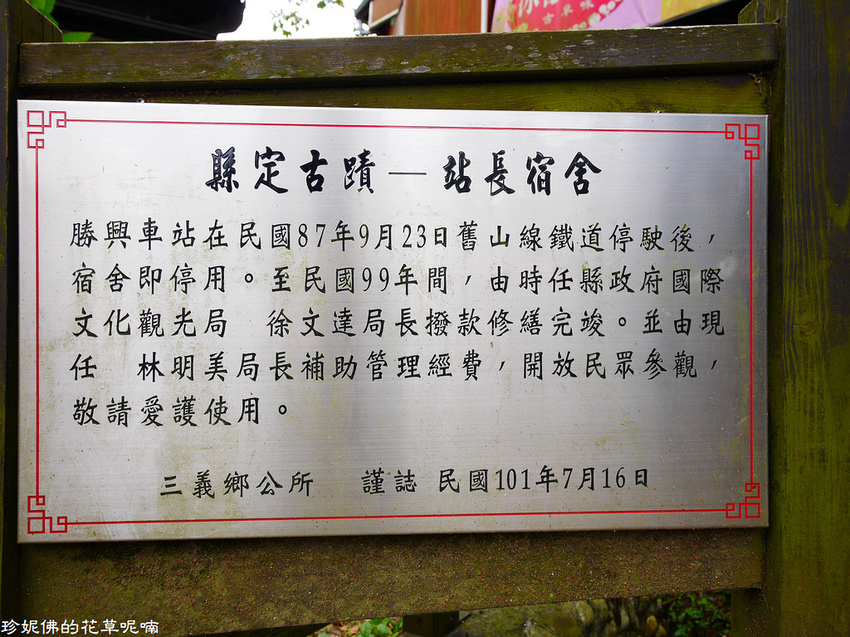 古早味
縣定古蹟—站長宿舍
勝興車站在民國87年9月23日舊山線鐵道停駛後，
宿舍即停用。至民國99年間，由時任縣政府國際
文化觀光局　徐文達局長撥款修繕完竣。並由現
任　林明美局長補助管理經費，開放民眾參觀，
敬請愛護使用。
三義鄉公所　謹誌 民國101年7月16日
珍妮佛的花草呢喃